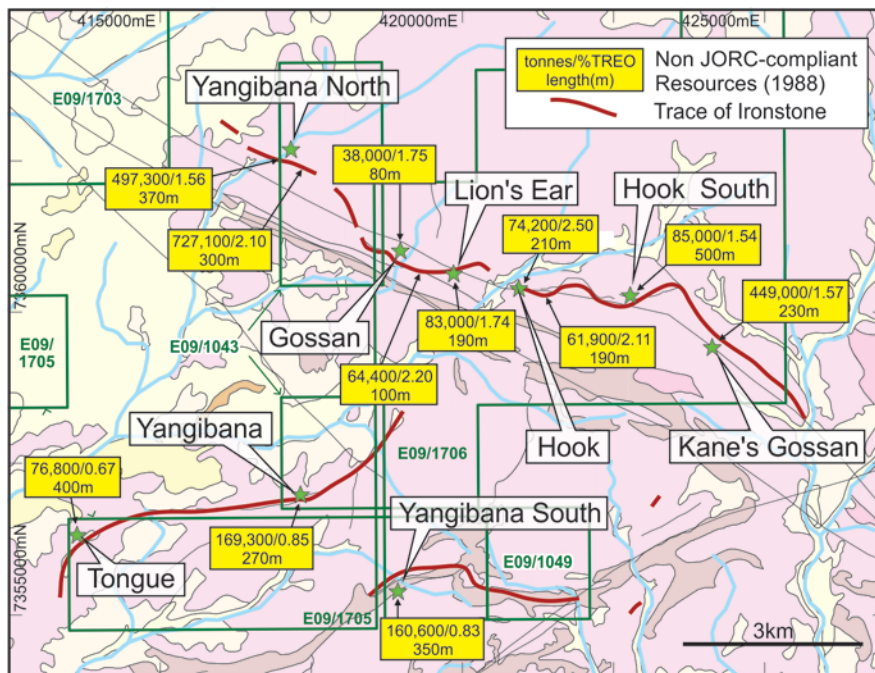 415000mE
420000mE
425000mE
tonnes/%TREO
length(m)
Non JORC-compliant
Resources (1988)
Trace of Ironstone
Yangibana North
E09/1703
38,000/1.75
80m
Lion's Ear
Hook South
497,300/1.56
370m
74,200/2.50
210m
85,000/1.54
500m
727,100/2.10
300m
7360000mN
449,000/1.57
230m
Gossan
83,000/1.74
190m
61,900/2.11
190m
E09/
1705
E09/1043
64,400/2.20
100m
Yangibana
Hook
Kane's Gossan
E09/1706
76,800/0.67
400m
Yangibana South
169,300/0.85
270m
E09/1049
Tongue
7355000mN
E09/1705
160,600/0.83
350m
3km